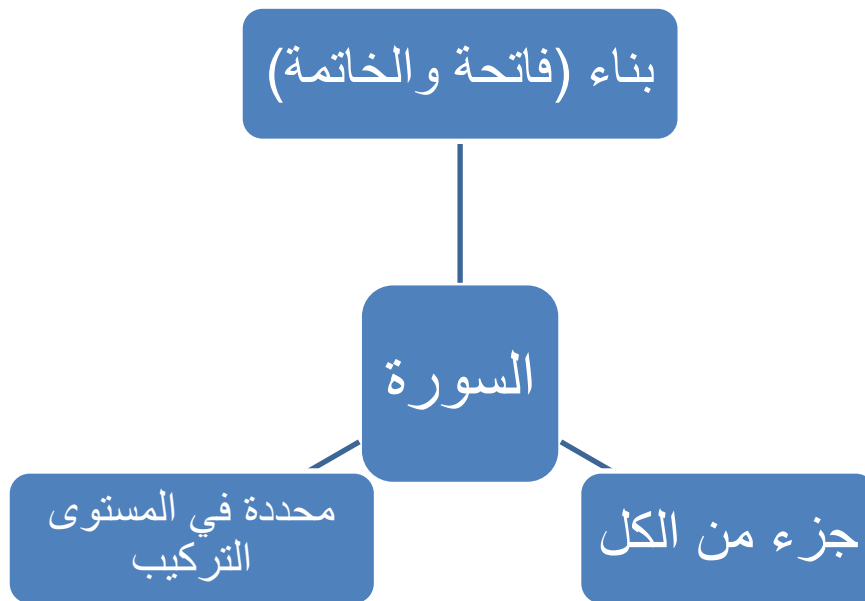 بناء (فاتحة والخاتمة)
السورة
جزء من الكل
محددة في المستوى
التركيب